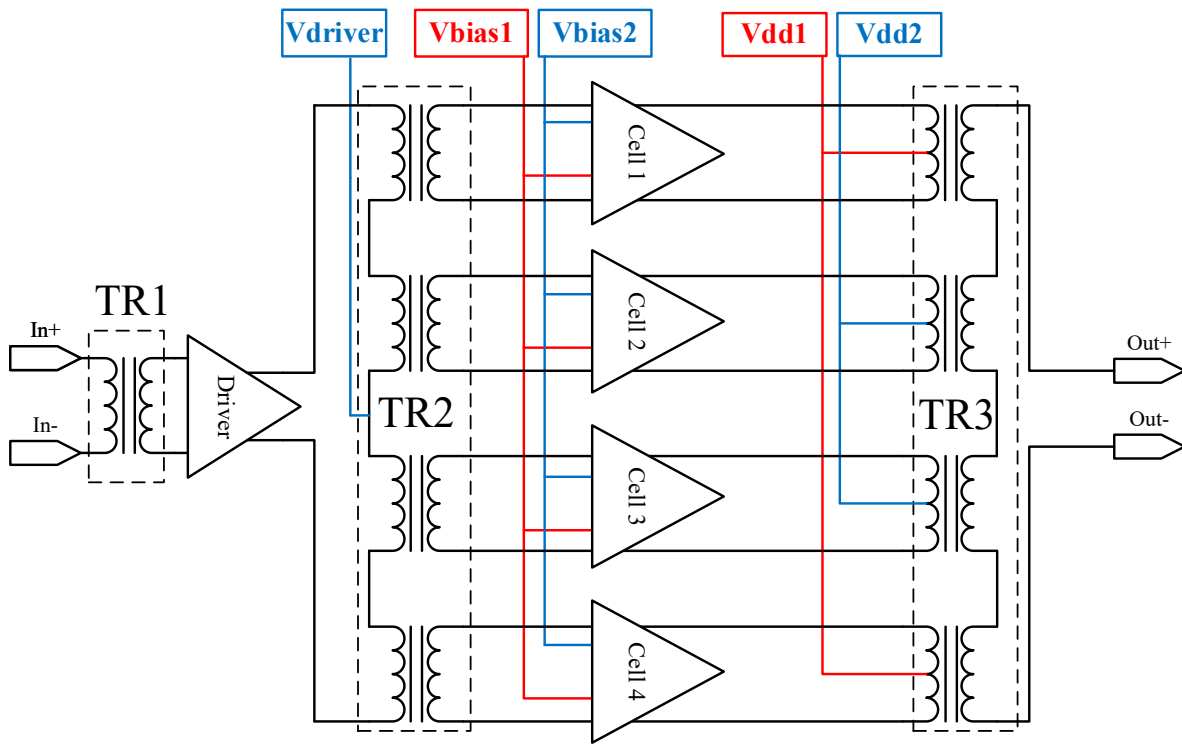 Vdriver
Vbias1
Vbias2
Vdd1
Vdd2
Cell 1
TR1
Cell 2
In+
Out+
Driver
TR2
TR3
In-
Out-
Cell 3
Cell 4